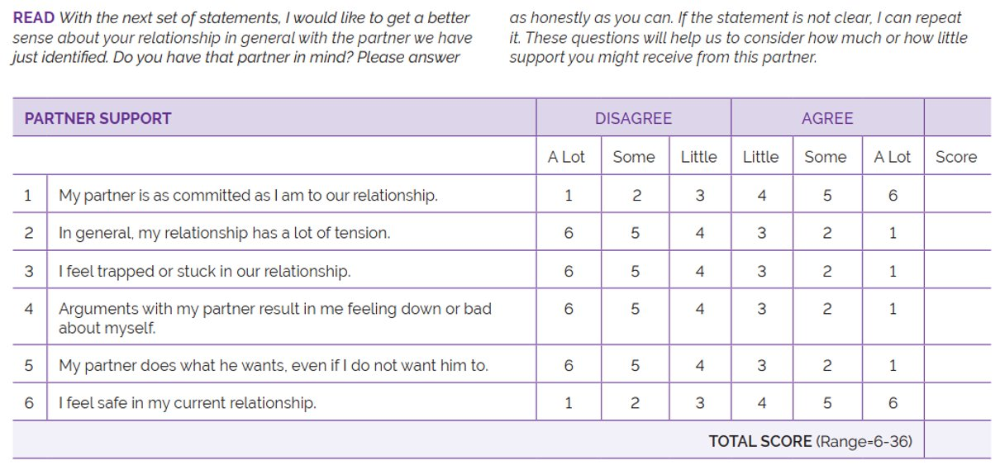 READ With the next set of statements, I would like to get a better
sense about your relationship in general with the partner we have
just identified. Do you have that partner in mind? Please answer
as honestly as you can. If the statement is not clear, I can repeat
it. These questions will help us to consider how much or how little
support you might receive from this partner.
PARTNER SUPPORT DISAGREE AGREE
A Lot Some Little Little Some A Lot Score
1 My partner is as committed as I am to our relationship. 1 2 3 4 5 6
2 In general, my relationship has a lot of tension. 6 5 4 3 2 1
3 I feel trapped or stuck in our relationship. 6 5 4 3 2 1
4 Arguments with my partner result in me feeling down or bad 6 5 4 3 2 1
about myself.
5 My partner does what he wants, even if I do not want him to. 6 5 4 3 2 1
6 I feel safe in my current relationship. 1 2 3 4 5 6
TOTAL SCORE (Range=6-36)